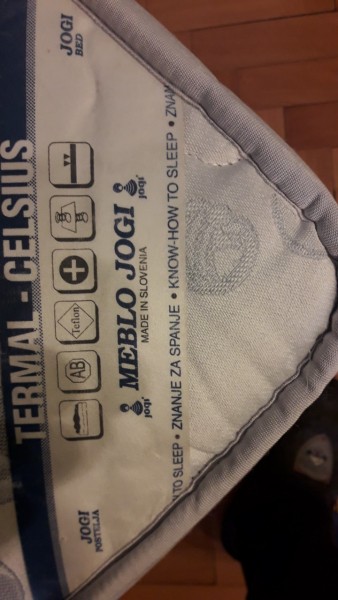 TERMAL - CELSIUS
JOGI
POSTELJA
JOGI
BED
AB
Teflon
jogi
MEBLO JOGI
jogi
MADE IN SLOVENIA
TO SLEEP • ZNANJE ZA SPANJE • KNOW-HOW TO SLEEP • ZNAN